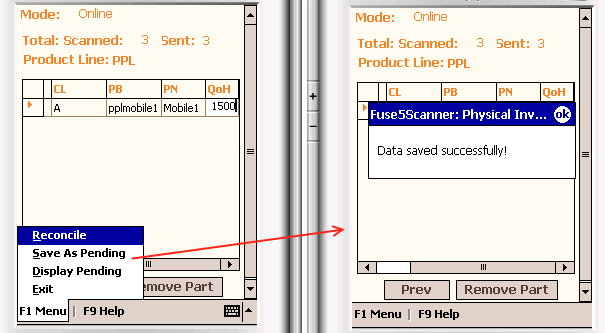 Mode: Online
Total: Scanned: 3 Sent: 3
Product Line: PPL
CL PB PN QoH
A pplmobile1 Mobile1 1500
Reconcile
Save As Pending
Display Pending
Exit
emove Part
F1 Menu | F9 Help
+
−
Mode: Online
Total: Scanned: 3 Sent: 3
Product Line: PPL
CL PB PN QoH
Fuse5Scanner: Physical Inv... ok
Data saved successfully!
Prev Remove Part
F1 Menu | F9 Help